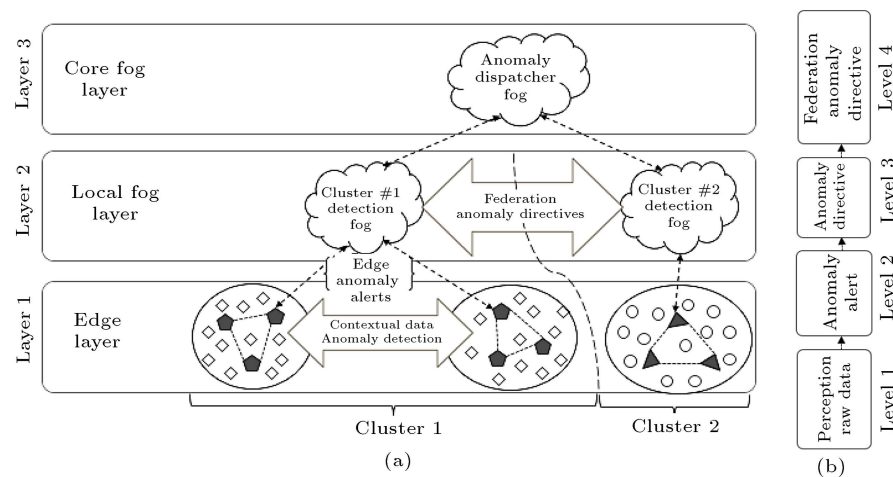 Layer 3
Core fog
layer
Anomaly
dispatcher
fog
Layer 2
Local fog
layer
Cluster #1
detection
fog
Federation
anomaly directives
Cluster #2
detection
fog
Edge
anomaly
alerts
Layer 1
Edge
layer
Contextual data
Anomaly detection
Cluster 1
Cluster 2
(a)
Federation
anomaly
directive
Level 4
Anomaly
directive
Level 3
Anomaly
alert
Level 2
Perception
raw data
Level 1
(b)